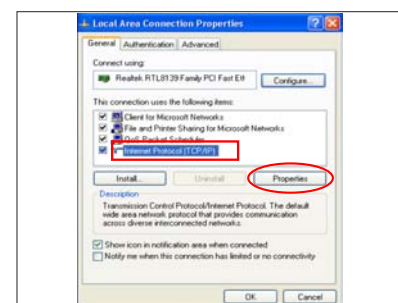 Local Area Connection Properties
General Authentication Advanced
Connect using:
Realtek RTL8139 Family PCI Fast Eth
Configure...
This connection uses the following items:
Client for Microsoft Networks
File and Printer Sharing for Microsoft Networks
QoS Packet Scheduler
Internet Protocol (TCP/IP)
Install... Uninstall Properties
Description
Transmission Control Protocol/Internet Protocol. The default
wide area network protocol that provides communication
across diverse interconnected networks.
Show icon in notification area when connected
Notify me when this connection has limited or no connectivity
OK Cancel